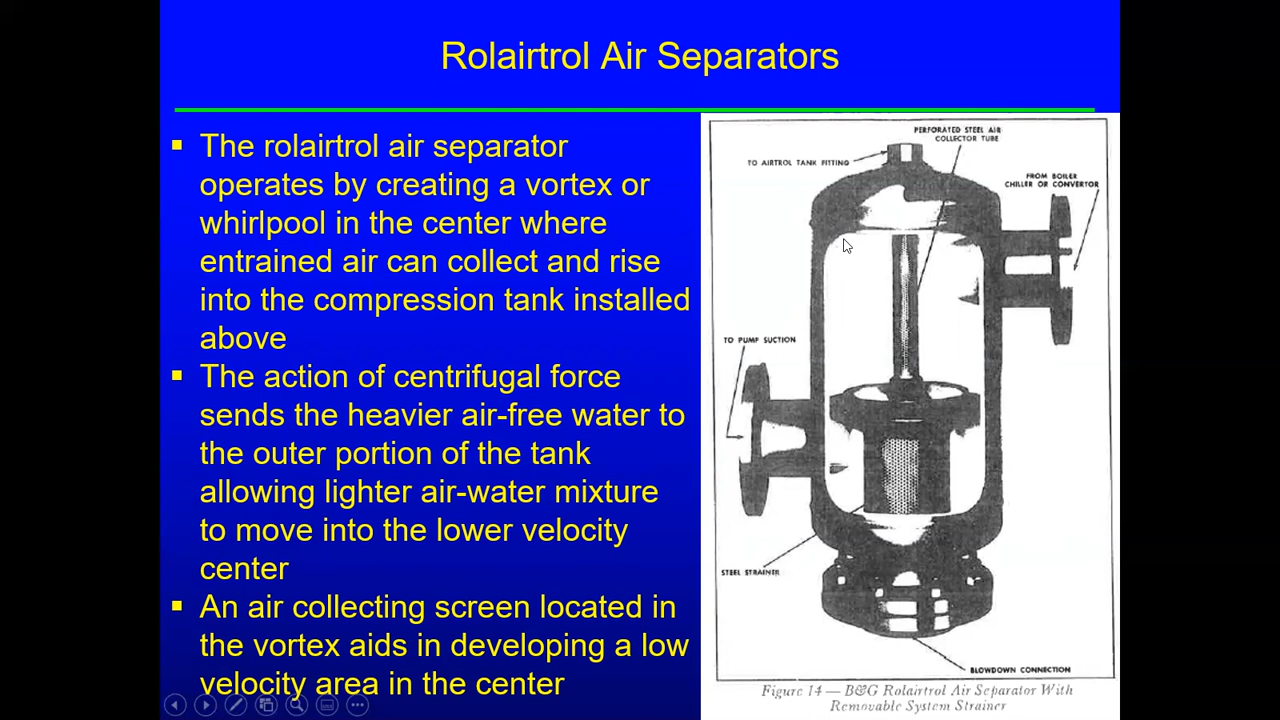 Rolairtrol Air Separators
The rolairtrol air separator
operates by creating a vortex or
whirlpool in the center where
entrained air can collect and rise
into the compression tank installed
above
The action of centrifugal force
sends the heavier air-free water to
the outer portion of the tank
allowing lighter air-water mixture
to move into the lower velocity
center
An air collecting screen located in
the vortex aids in developing a low
velocity area in the center
PERFORATED STEEL AIR
COLLECTOR TUBE
TO AIRTROL TANK FITTING
FROM BOILER
CHILLER OR CONVERTOR
TO PUMP SUCTION
STEEL STRAINER
BLOWDOWN CONNECTION
Figure 14 — B&G Rolairtrol Air Separator With
Removable System Strainer